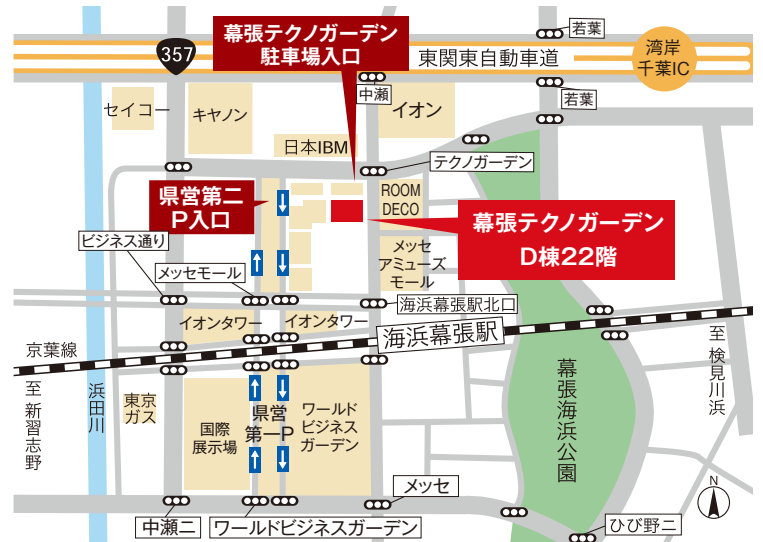 幕張テクノガーデン
駐車場入口
357
東関東自動車道
若葉
湾岸
千葉IC
若葉
中瀬
セイコー
キヤノン
イオン
日本IBM
テクノガーデン
県営第二
P入口
ROOM
DECO
幕張テクノガーデン
D棟22階
ビジネス通り
メッセモール
メッセ
アミューズ
モール
海浜幕張駅北口
イオンタワー
イオンタワー
海浜幕張駅
京葉線
至 新習志野
浜田川
東京
ガス
国際
展示場
県営
第一P
ワールド
ビジネス
ガーデン
幕張海浜公園
至 検見川浜
メッセ
中瀬二
ワールドビジネスガーデン
ひび野二
N